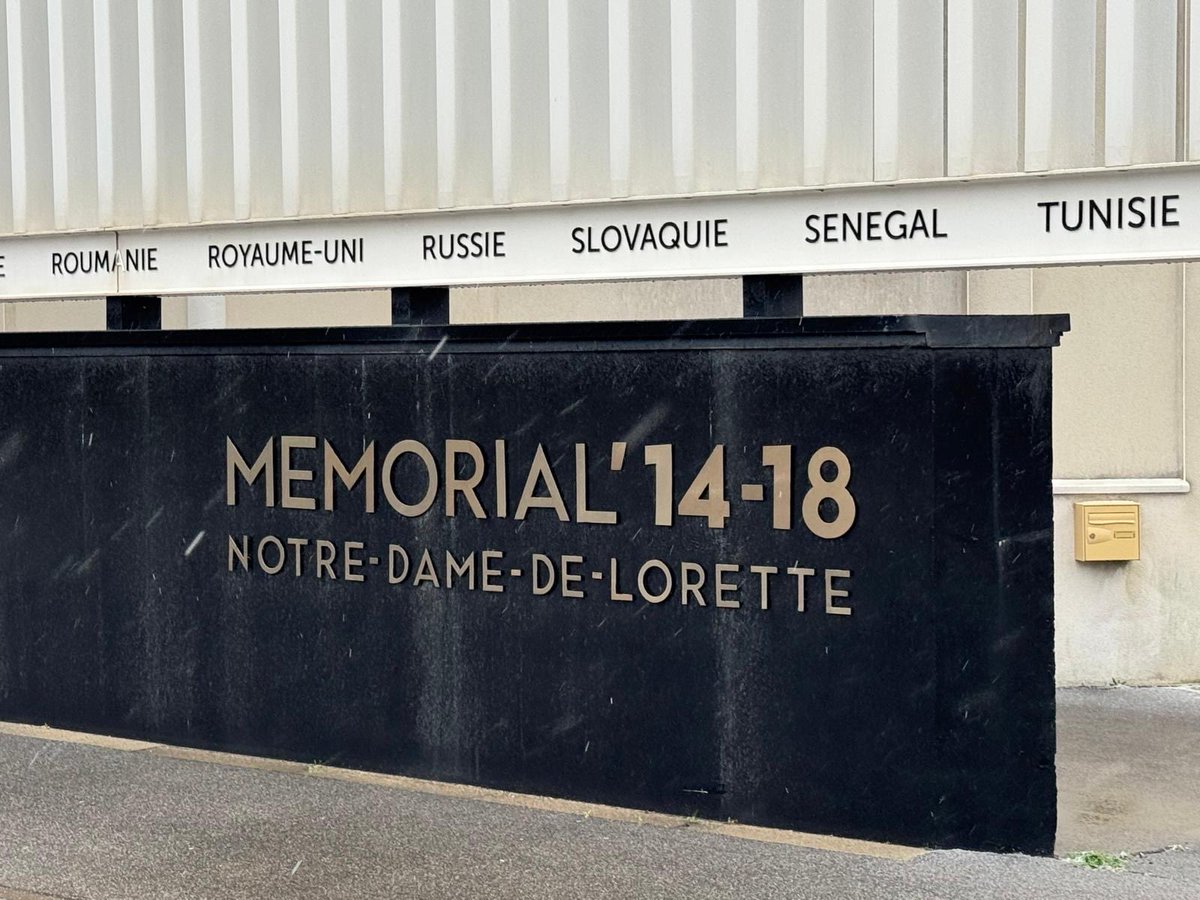 ROUMANIE ROYAUME-UNI RUSSIE SLOVAQUIE SENEGAL TUNISIE
MEMORIAL'14-18
NOTRE-DAME-DE-LORETTE